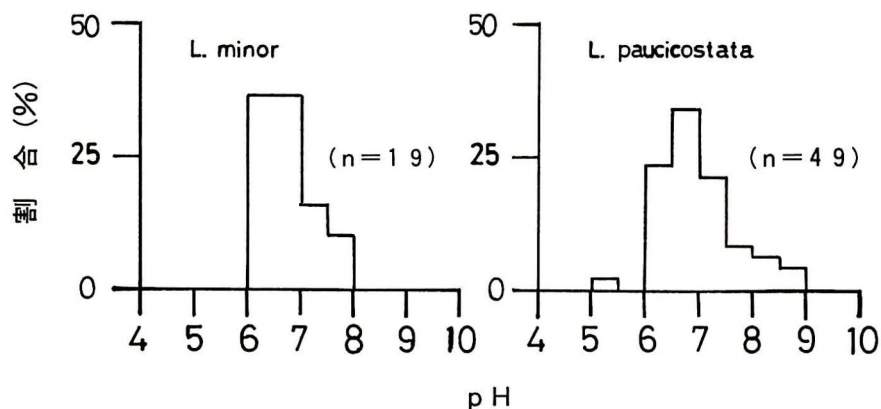 割合(%)
50
25
0
L. minor
(n=19)
4 5 6 7 8 9 10
50
25
0
L. paucicostata
(n=49)
4 5 6 7 8 9 10
pH